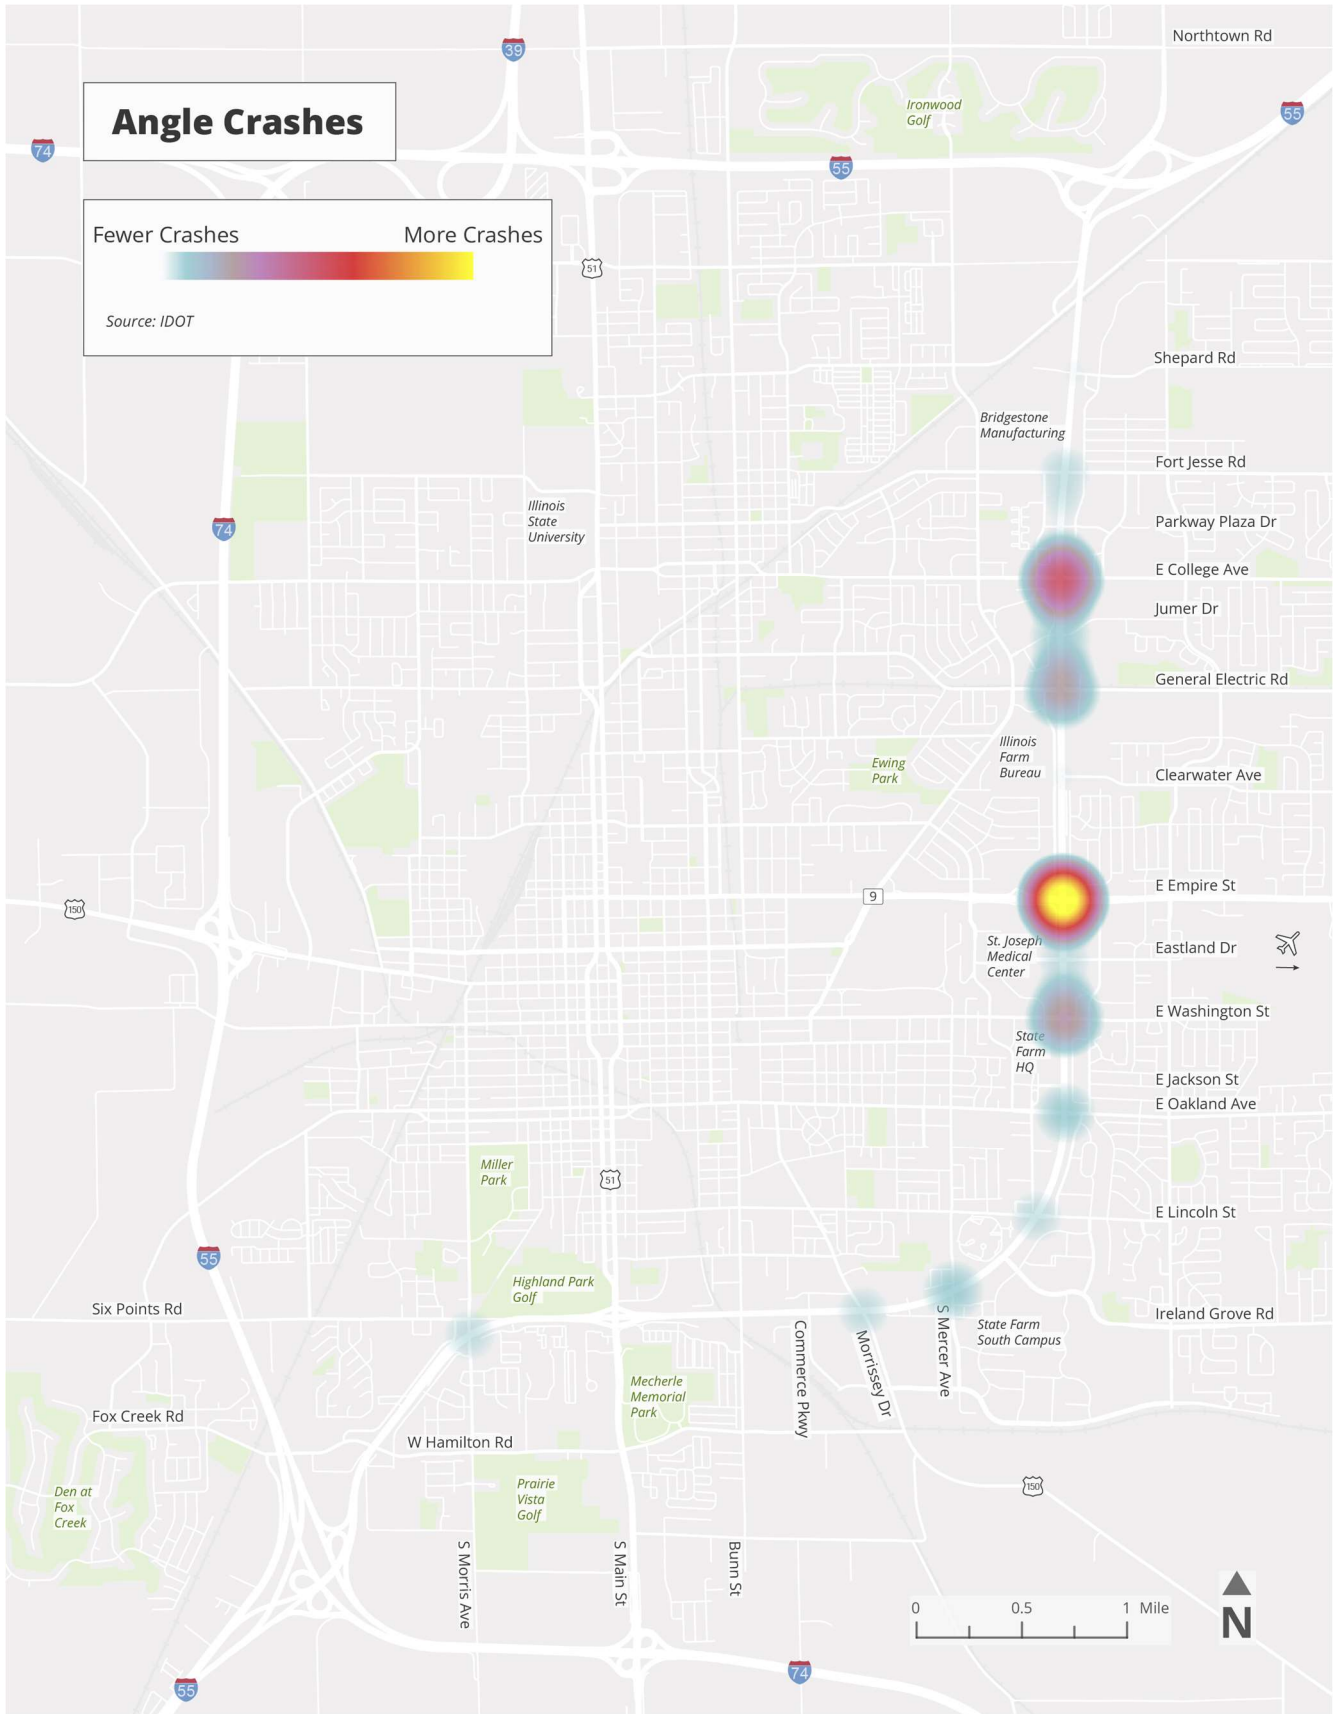 Northtown Rd
39
Angle Crashes
Ironwood
Golf
55
74
55
Fewer Crashes
More Crashes
51
Source: IDOT
Shepard Rd
Bridgestone
Manufacturing
Fort Jesse Rd
Illinois
State
University
74
Parkway Plaza Dr
E College Ave
Jumer Dr
General Electric Rd
Illinois
Farm
Bureau
Ewing
Park
Clearwater Ave
E Empire St
9
150
St. Joseph
Medical
Center
Eastland Dr
E Washington St
State
Farm
HQ
E Jackson St
E Oakland Ave
Miller
Park
51
E Lincoln St
55
Highland Park
Golf
Six Points Rd
Ireland Grove Rd
State Farm
South Campus
S Mercer Ave
Morrissey Dr
Commerce Pkwy
Mecherle
Memorial
Park
Fox Creek Rd
W Hamilton Rd
Den at
Fox
Creek
Prairie
Vista
Golf
150
S Morris Ave
S Main St
Bunn St
0
0.5
1 Mile
N
55
74